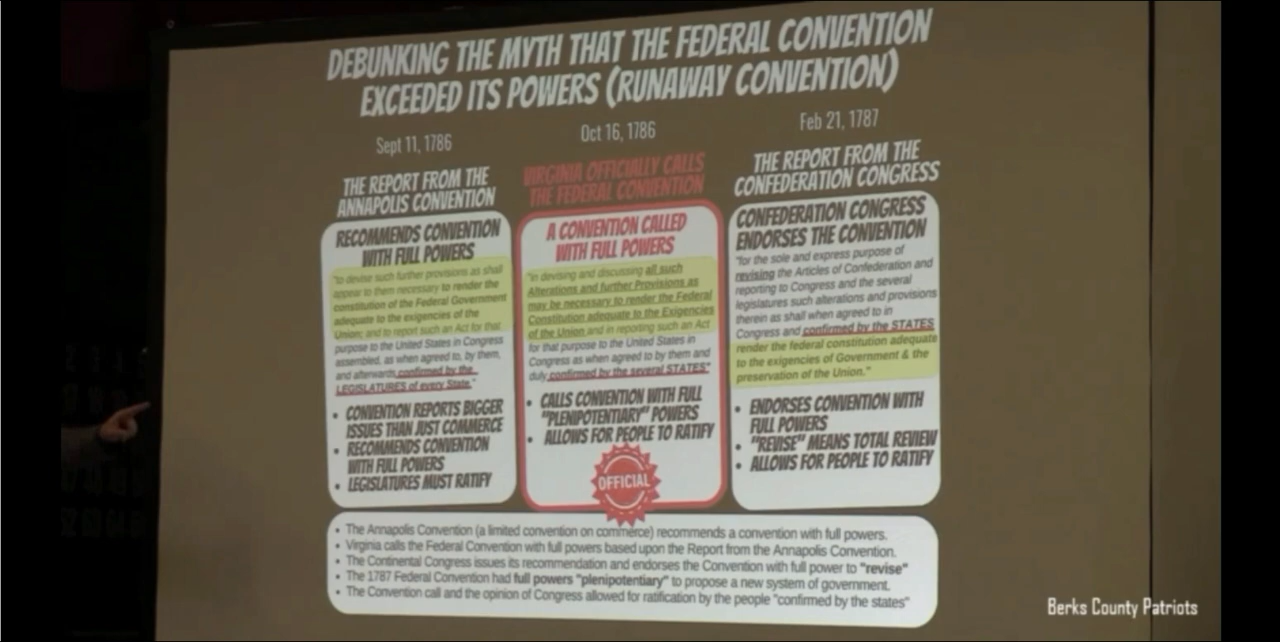 DEBUNKING THE MYTH THAT THE FEDERAL CONVENTION
EXCEEDED ITS POWERS (RUNAWAY CONVENTION)
Sept 11, 1786
THE REPORT FROM THE
ANNAPOLIS CONVENTION
RECOMMENDS CONVENTION
WITH FULL POWERS
"to devise such further provisions as shall
appear to them necessary to render the
constitution of the Federal Government
adequate to the exigencies of the
Union; and to report such an Act for that
purpose to the United States in Congress
assembled, as when agreed to, by them,
and afterwards confirmed by the
LEGISLATURES of every State."
• CONVENTION REPORTS BIGGER
ISSUES THAN JUST COMMERCE
• RECOMMENDS CONVENTION
WITH FULL POWERS
• LEGISLATURES MUST RATIFY
Oct 16, 1786
VIRGINIA OFFICIALLY CALLS
THE FEDERAL CONVENTION
A CONVENTION CALLED
WITH FULL POWERS
"in devising and discussing all such
Alterations and further Provisions as
may be necessary to render the Federal
Constitution adequate to the Exigencies
of the Union and in reporting such an Act
for that purpose to the United States in
Congress as when agreed to by them and
duly confirmed by the several STATES"
• CALLS CONVENTION WITH FULL
"PLENIPOTENTIARY" POWERS
• ALLOWS FOR PEOPLE TO RATIFY
OFFICIAL
Feb 21, 1787
THE REPORT FROM THE
CONFEDERATION CONGRESS
CONFEDERATION CONGRESS
ENDORSES THE CONVENTION
"for the sole and express purpose of
revising the Articles of Confederation and
reporting to Congress and the several
legislatures such alterations and provisions
therein as shall when agreed to in
Congress and confirmed by the STATES
render the federal constitution adequate
to the exigencies of Government & the
preservation of the Union."
• ENDORSES CONVENTION WITH
FULL POWERS
• "REVISE" MEANS TOTAL REVIEW
• ALLOWS FOR PEOPLE TO RATIFY
• The Annapolis Convention (a limited convention on commerce) recommends a convention with full powers.
• Virginia calls the Federal Convention with full powers based upon the Report from the Annapolis Convention.
• The Continental Congress issues its recommendation and endorses the Convention with full power to "revise"
• The 1787 Federal Convention had full powers "plenipotentiary" to propose a new system of government.
• The Convention call and the opinion of Congress allowed for ratification by the people "confirmed by the states"
Berks County Patriots